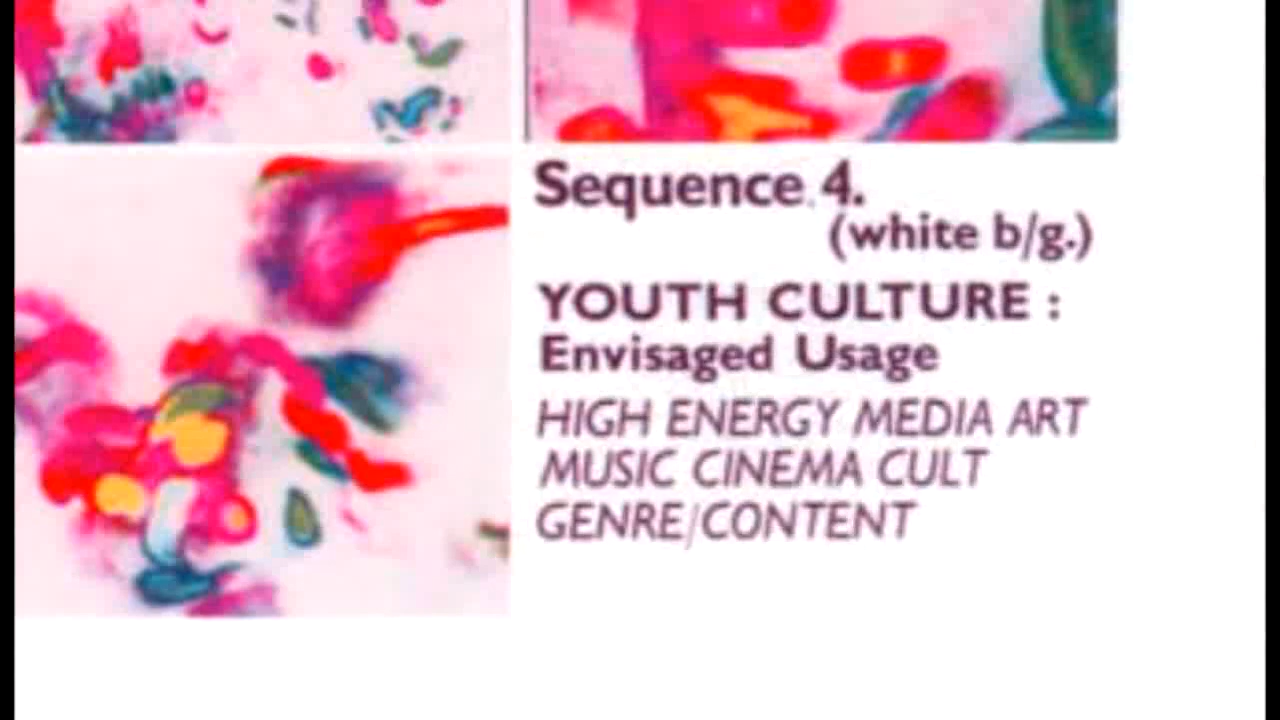 Sequence 4.
(white b/g.)
YOUTH CULTURE :
Envisaged Usage
HIGH ENERGY MEDIA ART
MUSIC CINEMA CULT
GENRE/CONTENT